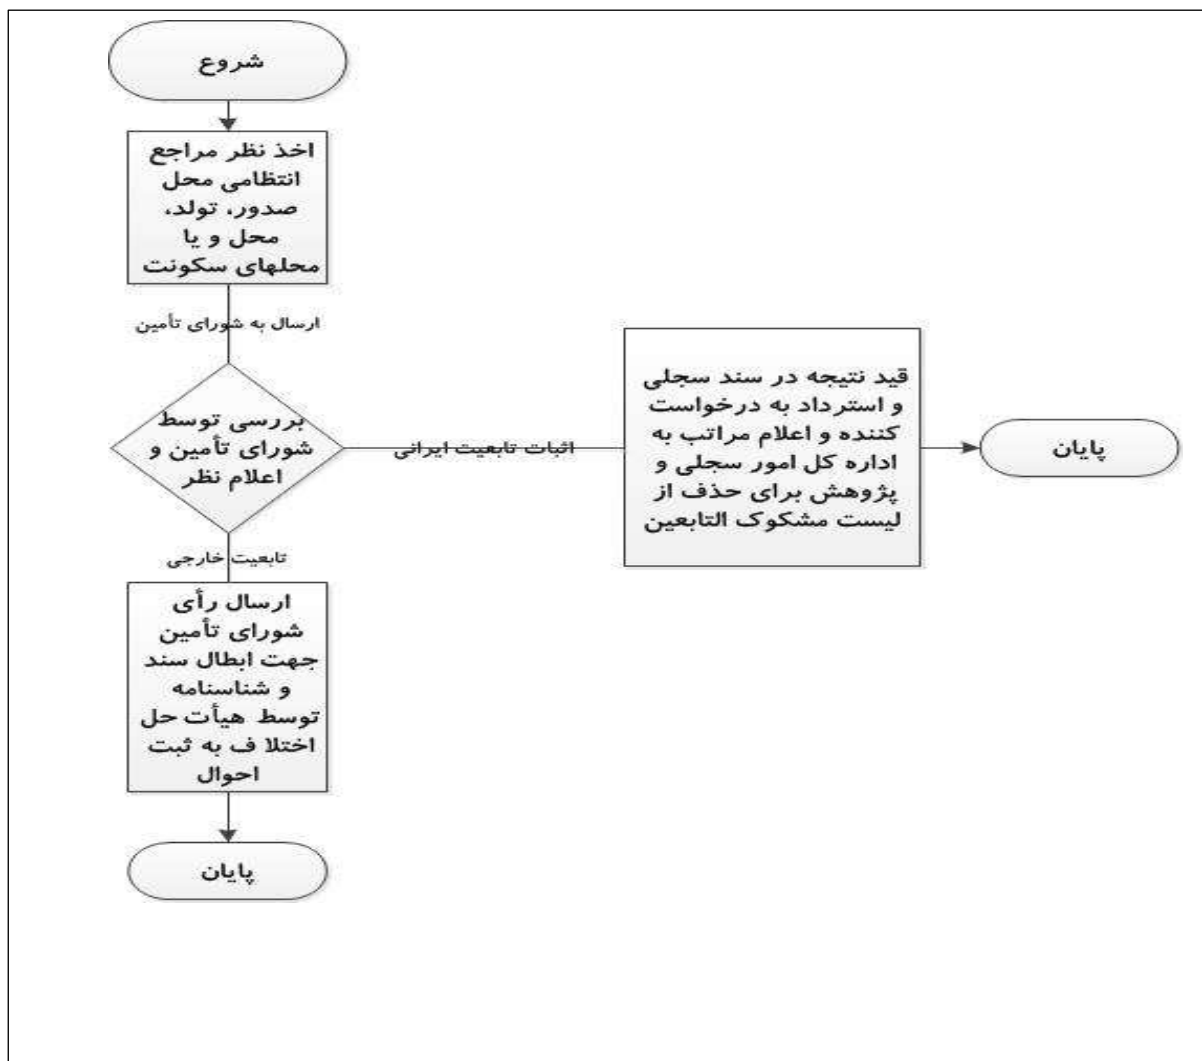 شروع
اخذ نظر مراجع
انتظامی محل
صدور، تولد،
محل و یا
محلهای سکونت
ارسال به شورای تأمین
بررسی توسط
شورای تأمین و
اعلام نظر
اثبات تابعیت ایرانی
قید نتیجه در سند سجلی
و استرداد به درخواست
کننده و اعلام مراتب به
اداره کل امور سجلی و
پژوهش برای حذف از
لیست مشکوک التابعین
پایان
تابعیت خارجی
ارسال رأی
شورای تأمین
جهت ابطال سند
و شناسنامه
توسط هیأت حل
اختلا ف به ثبت
احوال
پایان